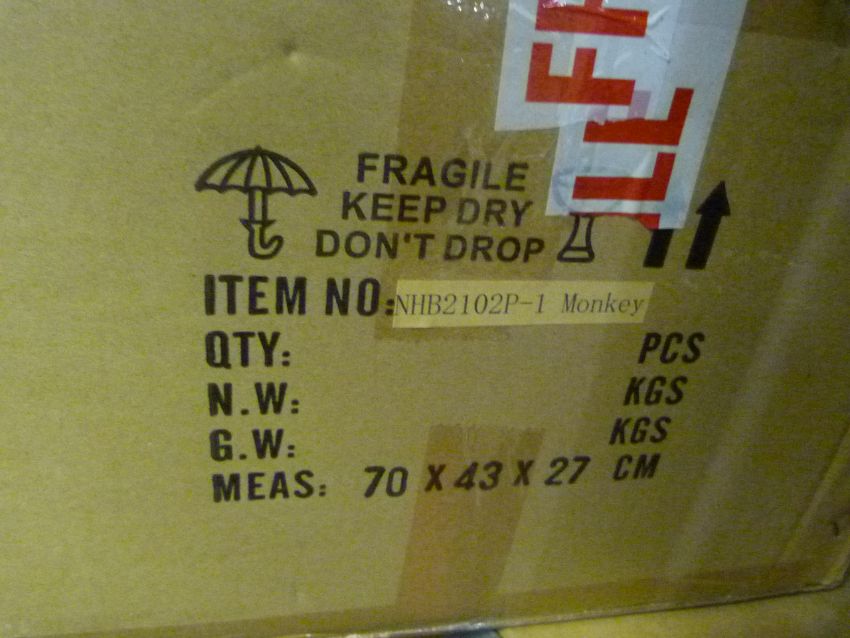 FRAGILE
KEEP DRY
DON'T DROP
ITEM NO: NHB2102P-1 Monkey
QTY: PCS
N.W: KGS
G.W: KGS
MEAS: 70 X 43 X 27 CM